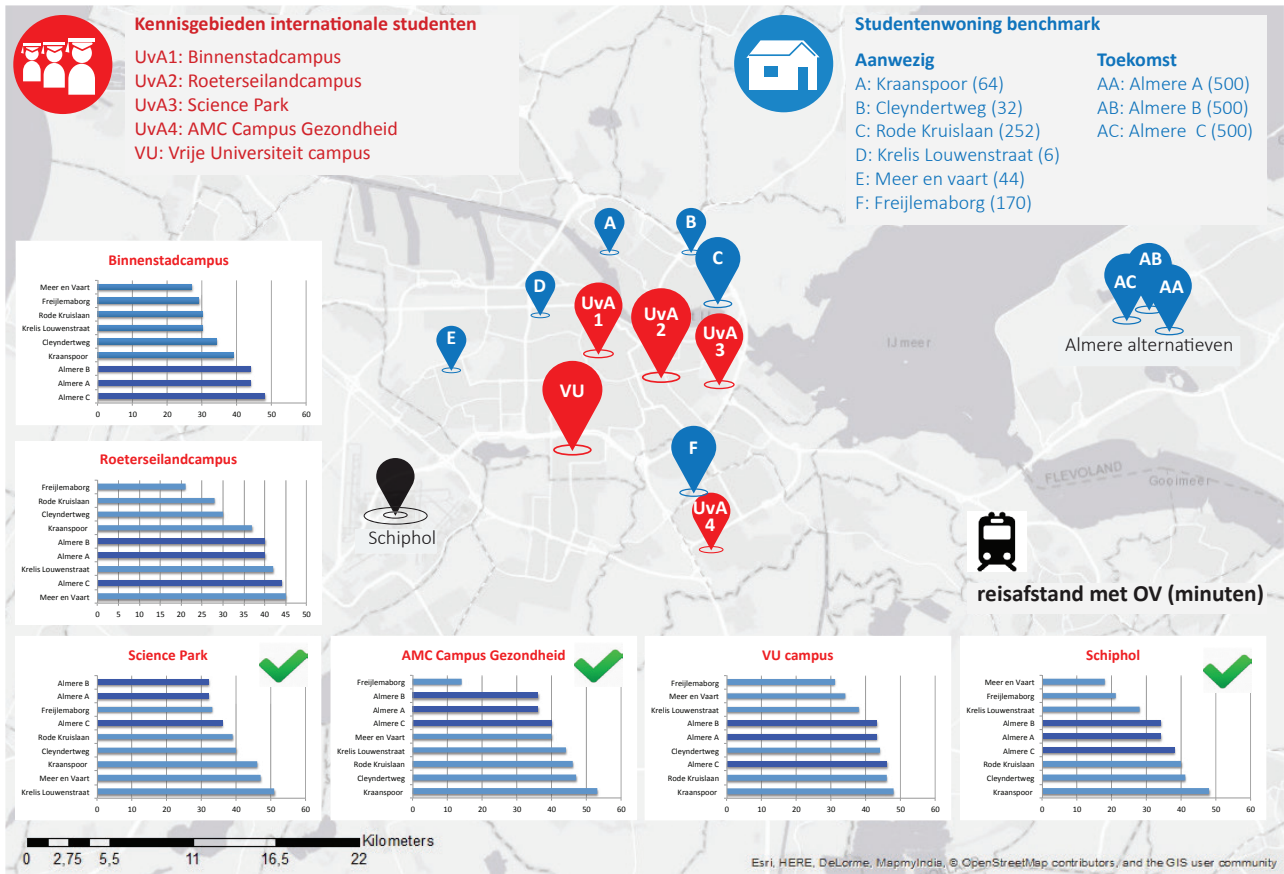 Kennisgebieden internationale studenten
UvA1: Binnenstadcampus
UvA2: Roeterseilandcampus
UvA3: Science Park
UvA4: AMC Campus Gezondheid
VU: Vrije Universiteit campus
Studentenwoning benchmark
Aanwezig
A: Kraanspoor (64)
B: Cleyndertweg (32)
C: Rode Kruislaan (252)
D: Krelis Louwenstraat (6)
E: Meer en vaart (44)
F: Freijlemaborg (170)
Toekomst
AA: Almere A (500)
AB: Almere B (500)
AC: Almere C (500)
A
B
C
D
E
F
UvA 1
UvA 2
UvA 3
UvA 4
VU
AB
AC
AA
Almere alternatieven
IJmeer
FLEVOLAND
Gooimeer
Schiphol
reisafstand met OV (minuten)
Binnenstadcampus
Meer en Vaart
Freijlemaborg
Rode Kruislaan
Krelis Louwenstraat
Cleyndertweg
Kraanspoor
Almere B
Almere A
Almere C
0 10 20 30 40 50 60
Roeterseilandcampus
Freijlemaborg
Rode Kruislaan
Cleyndertweg
Kraanspoor
Almere B
Almere A
Krelis Louwenstraat
Almere C
Meer en Vaart
0 5 10 15 20 25 30 35 40 45 50
Science Park
Almere B
Almere A
Freijlemaborg
Almere C
Rode Kruislaan
Cleyndertweg
Kraanspoor
Meer en Vaart
Krelis Louwenstraat
0 10 20 30 40 50 60
AMC Campus Gezondheid
Freijlemaborg
Almere B
Almere A
Almere C
Meer en Vaart
Krelis Louwenstraat
Rode Kruislaan
Cleyndertweg
Kraanspoor
0 10 20 30 40 50 60
VU campus
Freijlemaborg
Meer en Vaart
Krelis Louwenstraat
Almere B
Almere A
Cleyndertweg
Almere C
Rode Kruislaan
Kraanspoor
0 10 20 30 40 50 60
Schiphol
Meer en Vaart
Freijlemaborg
Krelis Louwenstraat
Almere B
Almere A
Almere C
Rode Kruislaan
Cleyndertweg
Kraanspoor
0 10 20 30 40 50 60
Kilometers
0 2,75 5,5 11 16,5 22
Esri, HERE, DeLorme, MapmyIndia, © OpenStreetMap contributors, and the GIS user community